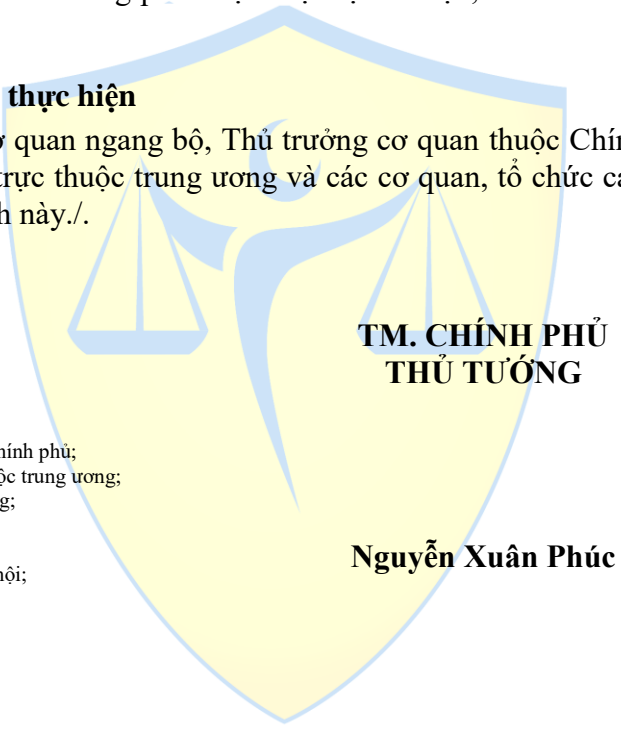 thực hiện
quan ngang bộ, Thủ trưởng cơ quan thuộc Chín
trực thuộc trung ương và các cơ quan, tổ chức cá
này./.
TM. CHÍNH PHỦ
THỦ TƯỚNG
hính phủ;
ộc trung ương;
g;
Nguyễn Xuân Phúc
hội;